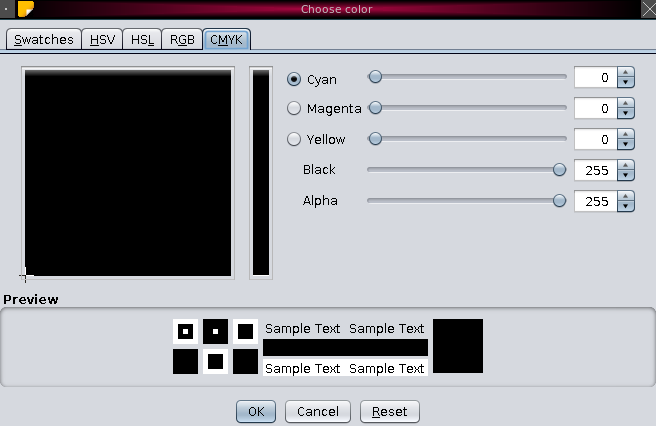 Choose color
Swatches HSV HSL RGB CMYK
Cyan 0
Magenta 0
Yellow 0
Black 255
Alpha 255
Preview
Sample Text Sample Text
Sample Text Sample Text
OK Cancel Reset